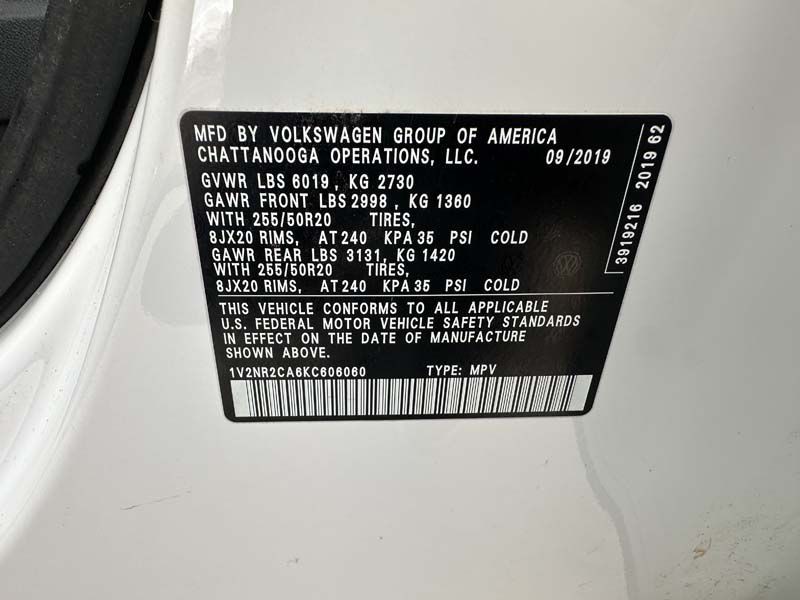 MFD BY VOLKSWAGEN GROUP OF AMERICA
CHATTANOOGA OPERATIONS, LLC. 09/2019
GVWR LBS 6019, KG 2730
GAWR FRONT LBS 2998, KG 1360
WITH 255/50R20 TIRES,
8JX20 RIMS, AT 240 KPA 35 PSI COLD
GAWR REAR LBS 3131, KG 1420
WITH 255/50R20 TIRES,
8JX20 RIMS, AT 240 KPA 35 PSI COLD
THIS VEHICLE CONFORMS TO ALL APPLICABLE
U.S. FEDERAL MOTOR VEHICLE SAFETY STANDARDS
IN EFFECT ON THE DATE OF MANUFACTURE
SHOWN ABOVE.
1V2NR2CA6KC606060 TYPE: MPV
3919216 2019 62